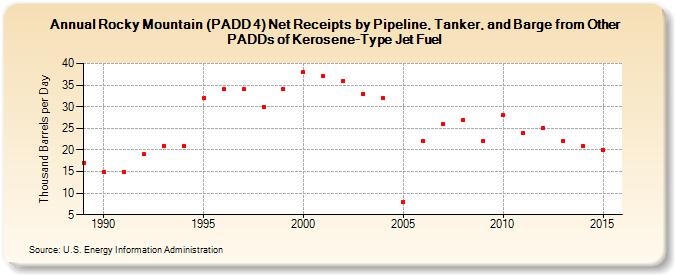 Annual Rocky Mountain (PADD 4) Net Receipts by Pipeline, Tanker, and Barge from Other
PADDs of Kerosene-Type Jet Fuel
Thousand Barrels per Day
40
35
30
25
20
15
10
5
1990 1995 2000 2005 2010 2015
Source: U.S. Energy Information Administration